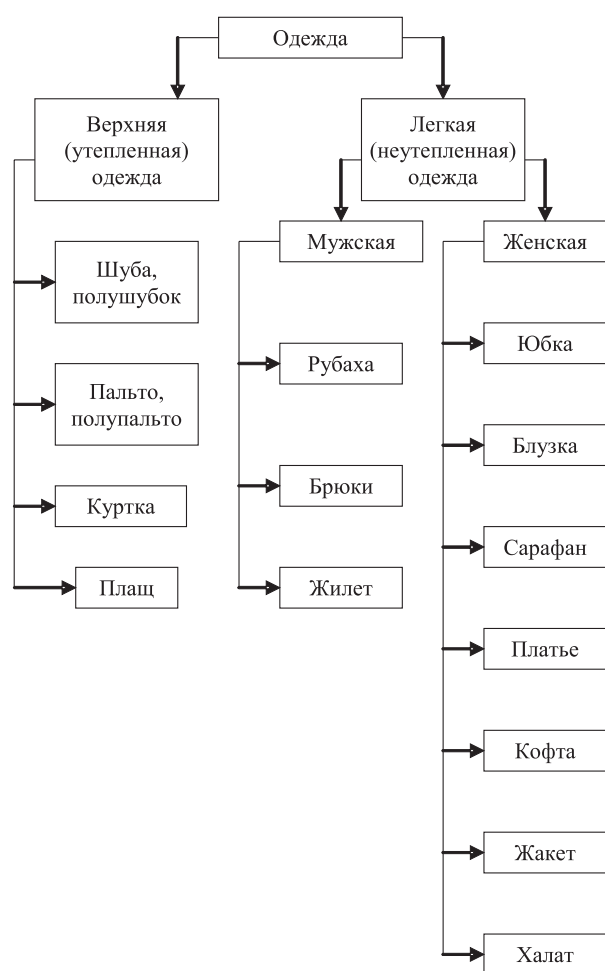 Одежда
Верхняя
(утепленная)
одежда
Легкая
(неутепленная)
одежда
Мужская
Женская
Шуба,
полушубок
Пальто,
полупальто
Куртка
Плащ
Рубаха
Брюки
Жилет
Юбка
Блузка
Сарафан
Платье
Кофта
Жакет
Халат